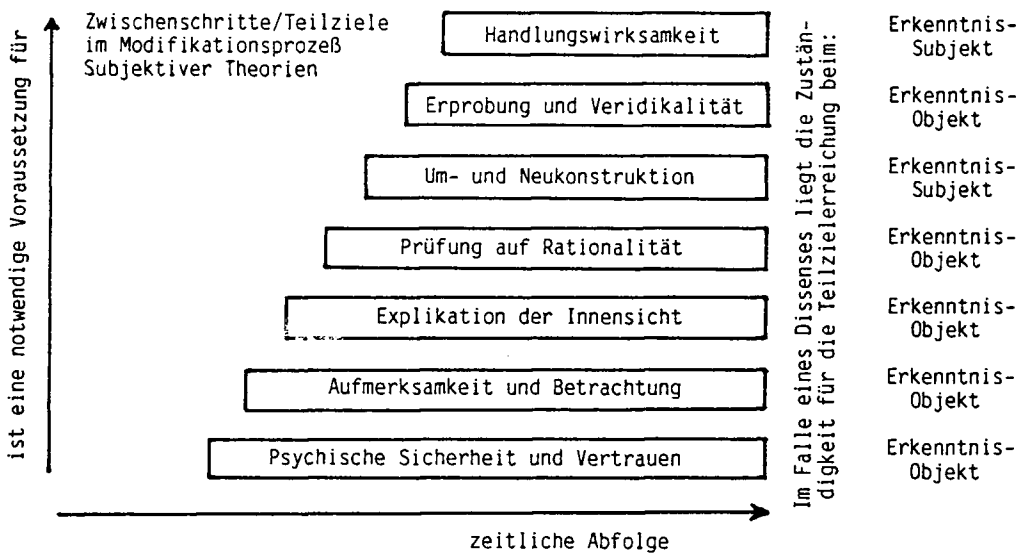 ist eine notwendige Voraussetzung für
Zwischenschritte/Teilziele
im Modifikationsprozeß
Subjektiver Theorien
Handlungswirksamkeit
Erprobung und Veridikalität
Um- und Neukonstruktion
Prüfung auf Rationalität
Explikation der Innensicht
Aufmerksamkeit und Betrachtung
Psychische Sicherheit und Vertrauen
zeitliche Abfolge
Im Falle eines Dissenses liegt die Zustän-
digkeit für die Teilzielerreichung beim:
Erkenntnis-
Subjekt
Erkenntnis-
Objekt
Erkenntnis-
Subjekt
Erkenntnis-
Objekt
Erkenntnis-
Objekt
Erkenntnis-
Objekt
Erkenntnis-
Objekt